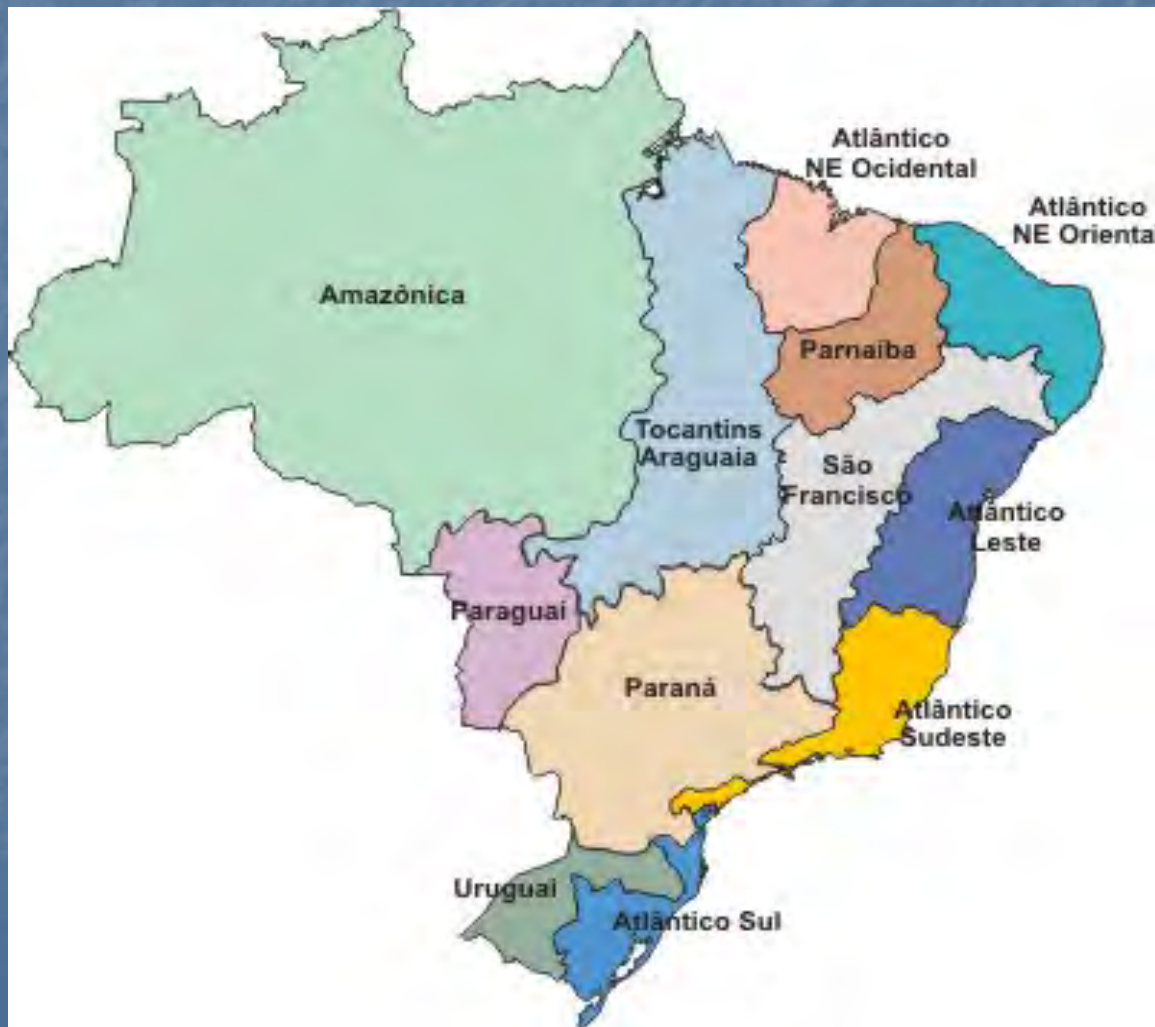 Atlântico
NE Ocidental
Atlântico
NE Orienta
Amazônica
Parnaíba
Tocantins
Araguaia
São
Francisco
Atlântico
Leste
Paraguai
Paraná
Atlântico
Sudeste
Uruguai
Atlântico Sul